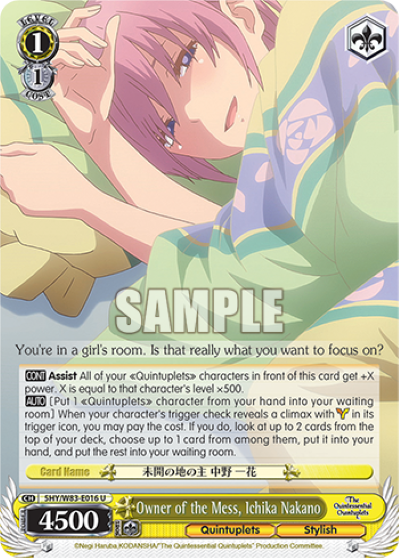 LEVEL
1
1
COST
SAMPLE
You're in a girl's room. Is that really what you want to focus on?
CONT Assist All of your «Quintuplets» characters in front of this card get +X
power. X is equal to that character's level ×500.
AUTO [Put 1 «Quintuplets» character from your hand into your waiting
room] When your character's trigger check reveals a climax with in its
trigger icon, you may pay the cost. If you do, look at up to 2 cards from the
top of your deck, choose up to 1 card from among them, put it into your
hand, and put the rest into your waiting room.
Card Name 未開の地の主 中野 一花
CH 5HY/W83-E016 U
4500
Owner of the Mess, Ichika Nakano
The
Quintessential
Quintuplets
Quintuplets Stylish
©Negi Haruba,KODANSHA/"The Quintessential Quintuplets" Production Committee.